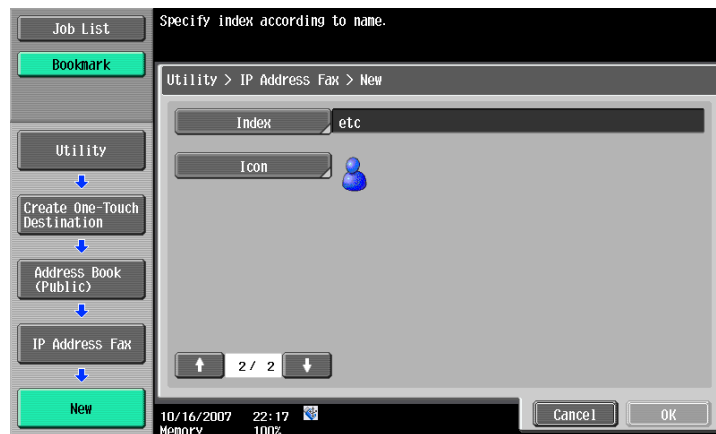 Job List
Bookmark
Utility
Create One-Touch
Destination
Address Book
(Public)
IP Address Fax
New
Specify index according to name.
Utility > IP Address Fax > New
Index
etc
Icon
2/ 2
10/16/2007 22:17
Memory 100%
Cancel
OK